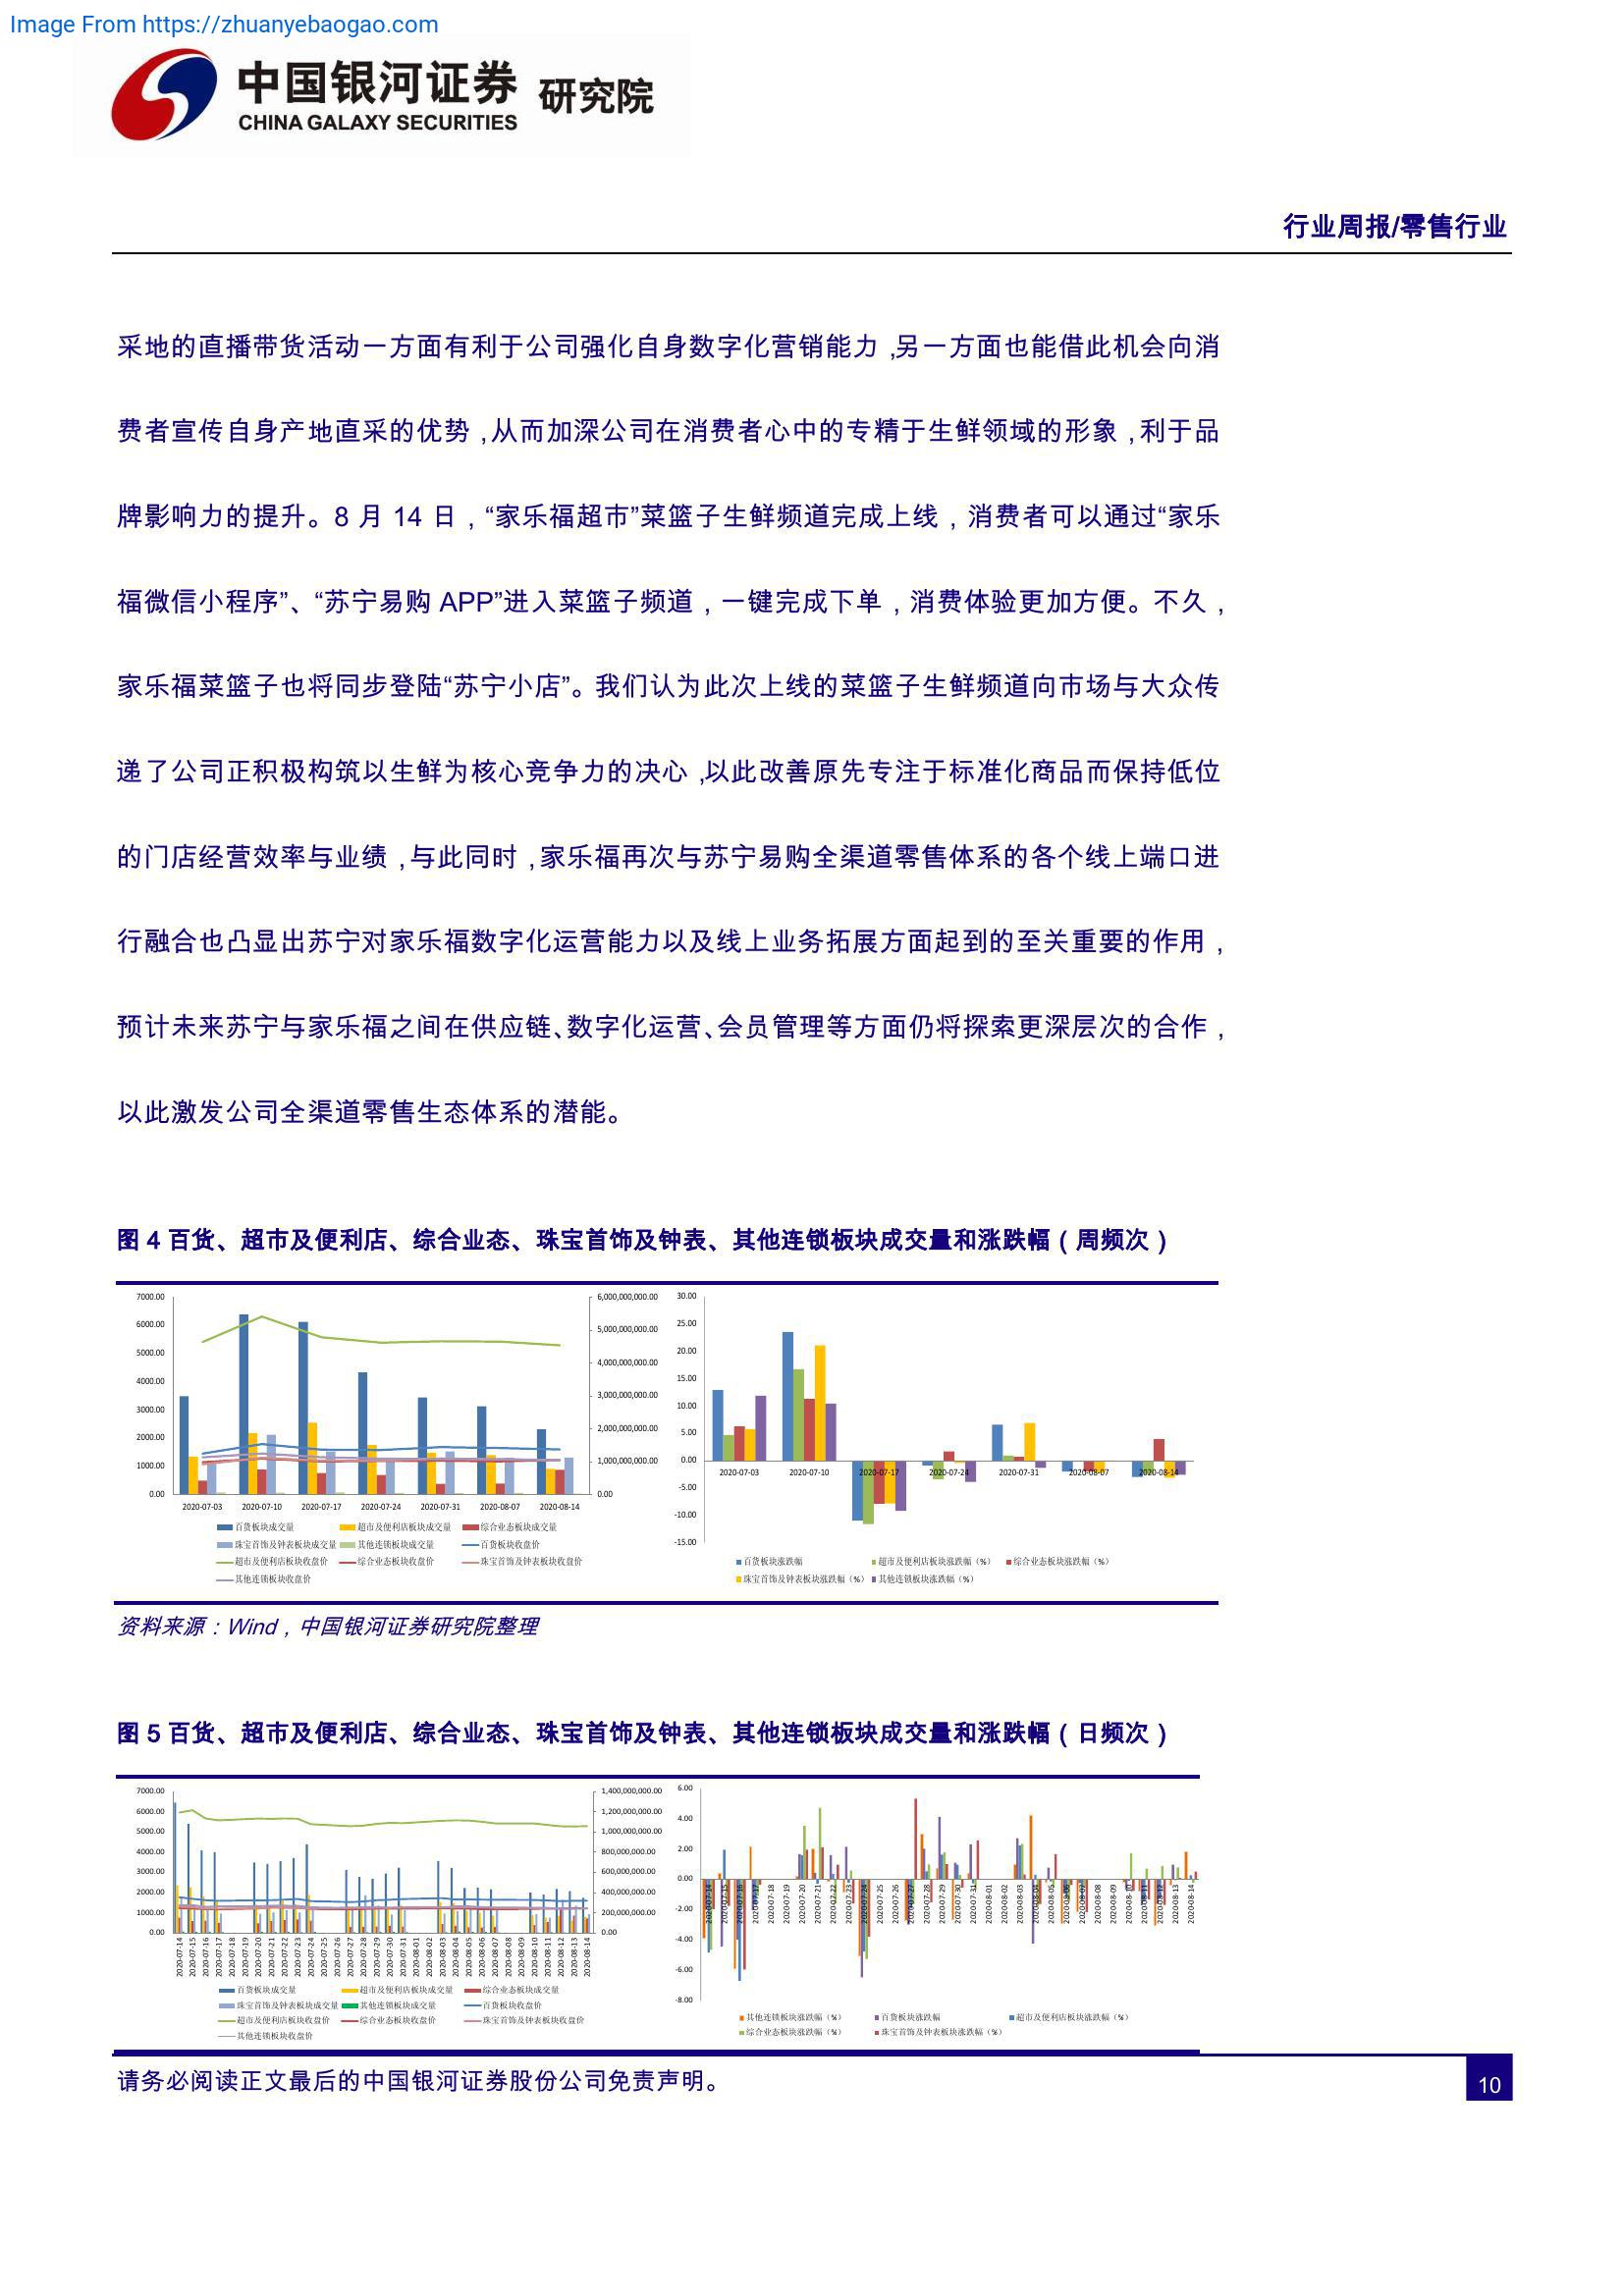 Image From https://zhuanyebaogao.com
中国银河证券 研究院
CHINA GALAXY SECURITIES
行业周报/零售行业
采地的直播带货活动一方面有利于公司强化自身数字化营销能力，另一方面也能借此机会向消
费者宣传自身产地直采的优势，从而加深公司在消费者心中的专精于生鲜领域的形象，利于品
牌影响力的提升。8 月 14 日，“家乐福超市”菜篮子生鲜频道完成上线，消费者可以通过“家乐
福微信小程序”、“苏宁易购 APP”进入菜篮子频道，一键完成下单，消费体验更加方便。不久，
家乐福菜篮子也将同步登陆“苏宁小店”。我们认为此次上线的菜篮子生鲜频道向市场与大众传
递了公司正积极构筑以生鲜为核心竞争力的决心，以此改善原先专注于标准化商品而保持低位
的门店经营效率与业绩，与此同时，家乐福再次与苏宁易购全渠道零售体系的各个线上端口进
行融合也凸显出苏宁对家乐福数字化运营能力以及线上业务拓展方面起到的至关重要的作用，
预计未来苏宁与家乐福之间在供应链、数字化运营、会员管理等方面仍将探索更深层次的合作，
以此激发公司全渠道零售生态体系的潜能。
图 4 百货、超市及便利店、综合业态、珠宝首饰及钟表、其他连锁板块成交量和涨跌幅（周频次）
7000.00
6000.00
5000.00
4000.00
3000.00
2000.00
1000.00
0.00
6,000,000,000.00
5,000,000,000.00
4,000,000,000.00
3,000,000,000.00
2,000,000,000.00
1,000,000,000.00
0.00
2020-07-03 2020-07-10 2020-07-17 2020-07-24 2020-07-31 2020-08-07 2020-08-14
百货板块成交量 超市及便利店板块成交量 综合业态板块成交量
珠宝首饰及钟表板块成交量 其他连锁板块成交量 百货板块收盘价
超市及便利店板块收盘价 综合业态板块收盘价 珠宝首饰及钟表板块收盘价
其他连锁板块收盘价
30.00
25.00
20.00
15.00
10.00
5.00
0.00
-5.00
-10.00
-15.00
2020-07-03 2020-07-10 2020-07-17 2020-07-24 2020-07-31 2020-08-07 2020-08-14
百货板块涨跌幅 超市及便利店板块涨跌幅（%） 综合业态板块涨跌幅（%）
珠宝首饰及钟表板块涨跌幅（%） 其他连锁板块涨跌幅（%）
资料来源：Wind，中国银河证券研究院整理
图 5 百货、超市及便利店、综合业态、珠宝首饰及钟表、其他连锁板块成交量和涨跌幅（日频次）
7000.00
6000.00
5000.00
4000.00
3000.00
2000.00
1000.00
0.00
1,400,000,000.00
1,200,000,000.00
1,000,000,000.00
800,000,000.00
600,000,000.00
400,000,000.00
200,000,000.00
0.00
2020-07-14 2020-07-15 2020-07-16 2020-07-17 2020-07-18 2020-07-19 2020-07-20 2020-07-21 2020-07-22 2020-07-23 2020-07-24 2020-07-25 2020-07-26 2020-07-27 2020-07-28 2020-07-29 2020-07-30 2020-07-31 2020-08-01 2020-08-02 2020-08-03 2020-08-04 2020-08-05 2020-08-06 2020-08-07 2020-08-08 2020-08-09 2020-08-10 2020-08-11 2020-08-12 2020-08-13 2020-08-14
百货板块成交量 超市及便利店板块成交量 综合业态板块成交量
珠宝首饰及钟表板块成交量 其他连锁板块成交量 百货板块收盘价
超市及便利店板块收盘价 综合业态板块收盘价 珠宝首饰及钟表板块收盘价
其他连锁板块收盘价
6.00
4.00
2.00
0.00
-2.00
-4.00
-6.00
-8.00
2020-07-14 2020-07-15 2020-07-16 2020-07-17 2020-07-18 2020-07-19 2020-07-20 2020-07-21 2020-07-22 2020-07-23 2020-07-24 2020-07-25 2020-07-26 2020-07-27 2020-07-28 2020-07-29 2020-07-30 2020-07-31 2020-08-01 2020-08-02 2020-08-03 2020-08-04 2020-08-05 2020-08-06 2020-08-07 2020-08-08 2020-08-09 2020-08-10 2020-08-11 2020-08-12 2020-08-13 2020-08-14
其他连锁板块涨跌幅（%） 百货板块涨跌幅 超市及便利店板块涨跌幅（%）
综合业态板块涨跌幅（%） 珠宝首饰及钟表板块涨跌幅（%）
请务必阅读正文最后的中国银河证券股份公司免责声明。
10